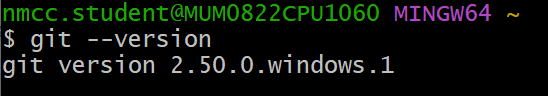 nmcc.student@MUM0822CPU1060 MINGW64 ~
$ git --version
git version 2.50.0.windows.1